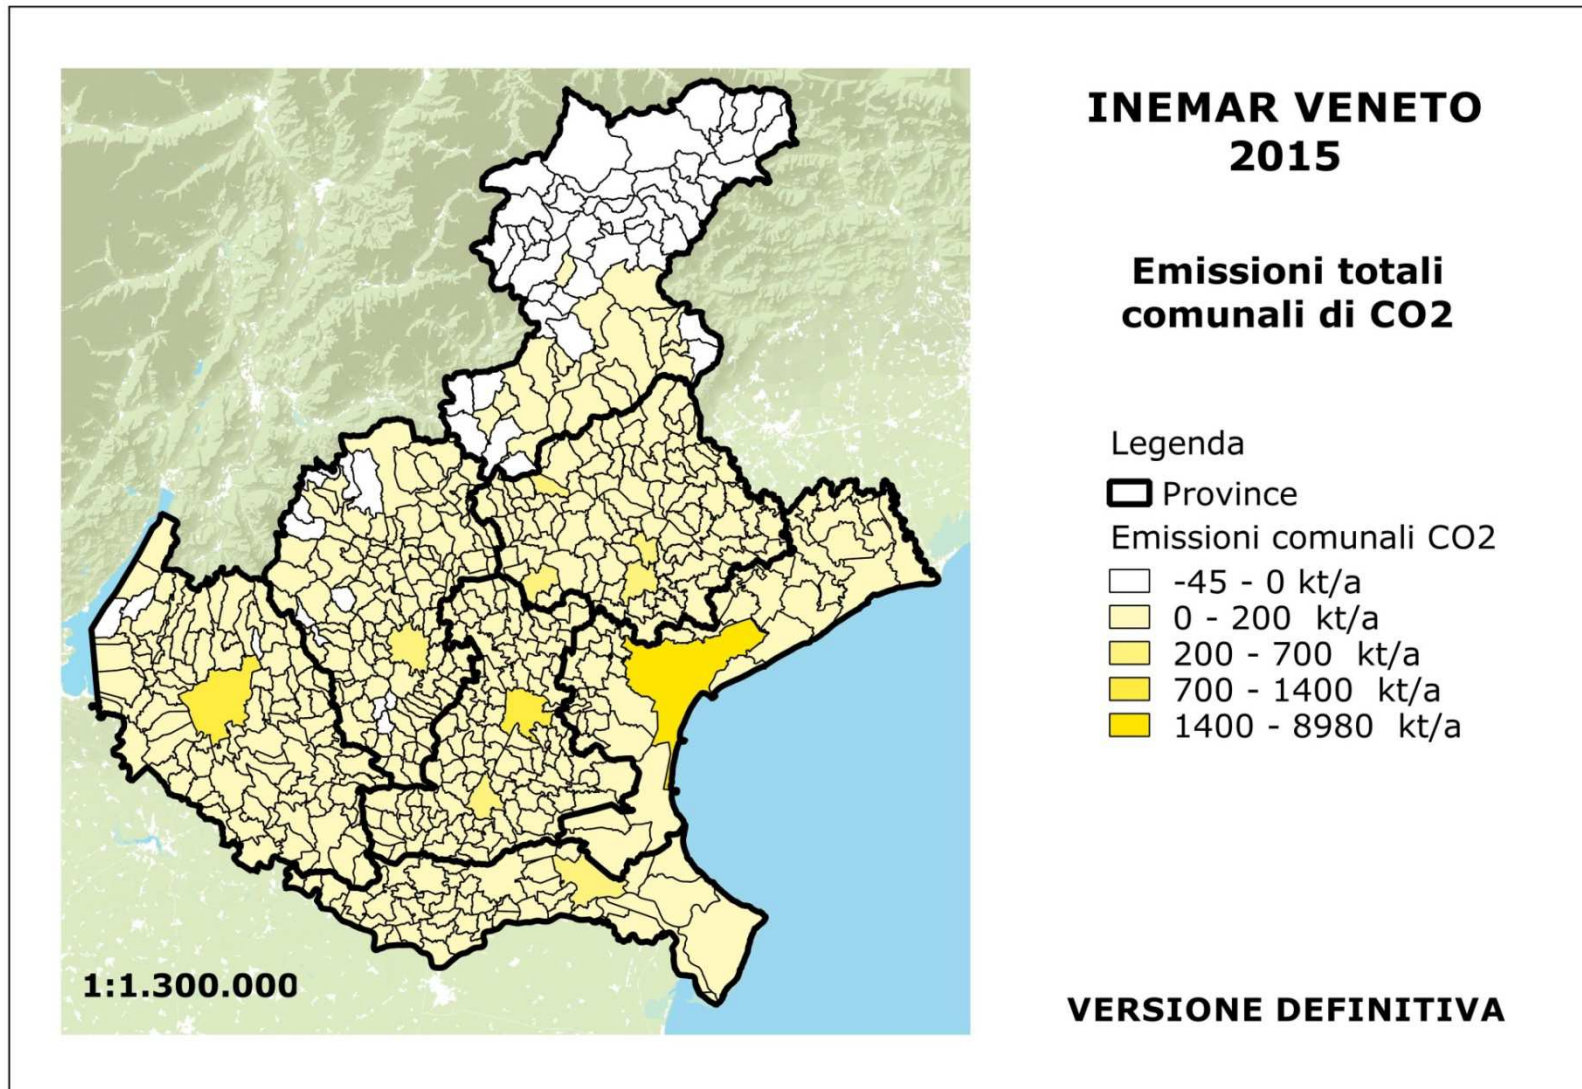 INEMAR VENETO
2015
Emissioni totali
comunali di CO2
Legenda
Province
Emissioni comunali CO2
-45 - 0 kt/a
0 - 200 kt/a
200 - 700 kt/a
700 - 1400 kt/a
1400 - 8980 kt/a
1:1.300.000
VERSIONE DEFINITIVA